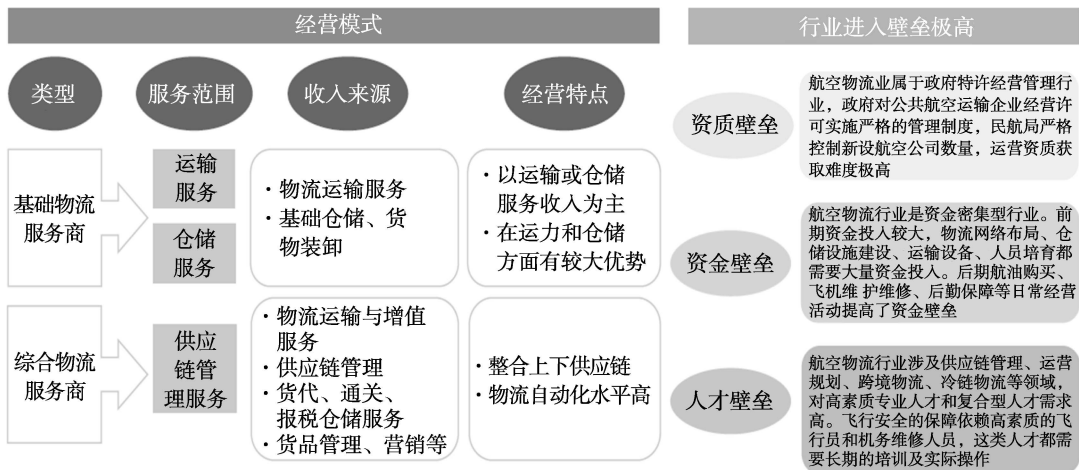 经营模式
类型
服务范围
收入来源
经营特点
基础物流
服务商
运输
服务
仓储
服务
·物流运输服务
·基础仓储、货
物装卸
·以运输或仓储
服务收入为主
·在运力和仓储
方面有较大优势
综合物流
服务商
供应
链管
理服务
·物流运输与增值
服务
·供应链管理
·货代、通关、
报税仓储服务
·货品管理、营销等
·整合上下供应链
·物流自动化水平高
行业进入壁垒极高
资质壁垒
航空物流业属于政府特许经营管理行
业，政府对公共航空运输企业经营许
可实施严格的管理制度，民航局严格
控制新设航空公司数量，运营资质获
取难度极高
资金壁垒
航空物流行业是资金密集型行业。前
期资金投入较大，物流网络布局、仓
储设施建设、运输设备、人员培育都
需要大量资金投入。后期航油购买、
飞机维 护维修、后勤保障等日常经营
活动提高了资金壁垒
人才壁垒
航空物流行业涉及供应链管理、运营
规划、跨境物流、冷链物流等领域，
对高素质专业人才和复合型人才需求
高。飞行安全的保障依赖高素质的飞
行员和机务维修人员，这类人才都需
要长期的培训及实际操作